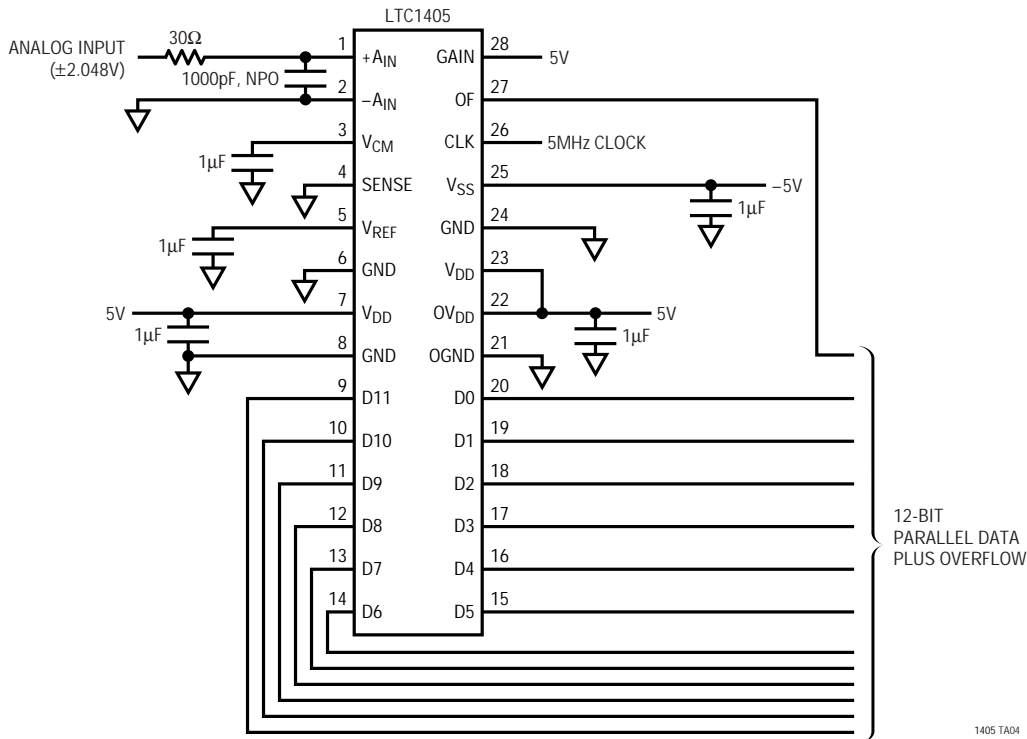 LTC1405
ANALOG INPUT
(±2.048V)
30Ω
1000pF, NPO
1
+AIN
2
−AIN
3
VCM
1µF
4
SENSE
5
VREF
1µF
6
GND
5V
7
VDD
1µF
8
GND
9
D11
10
D10
11
D9
12
D8
13
D7
14
D6
GAIN
28
5V
OF
27
CLK
26
5MHz CLOCK
VSS
25
–5V
1µF
GND
24
VDD
23
OVDD
22
5V
1µF
OGND
21
D0
20
D1
19
D2
18
D3
17
D4
16
D5
15
12-BIT
PARALLEL DATA
PLUS OVERFLOW
1405 TA04